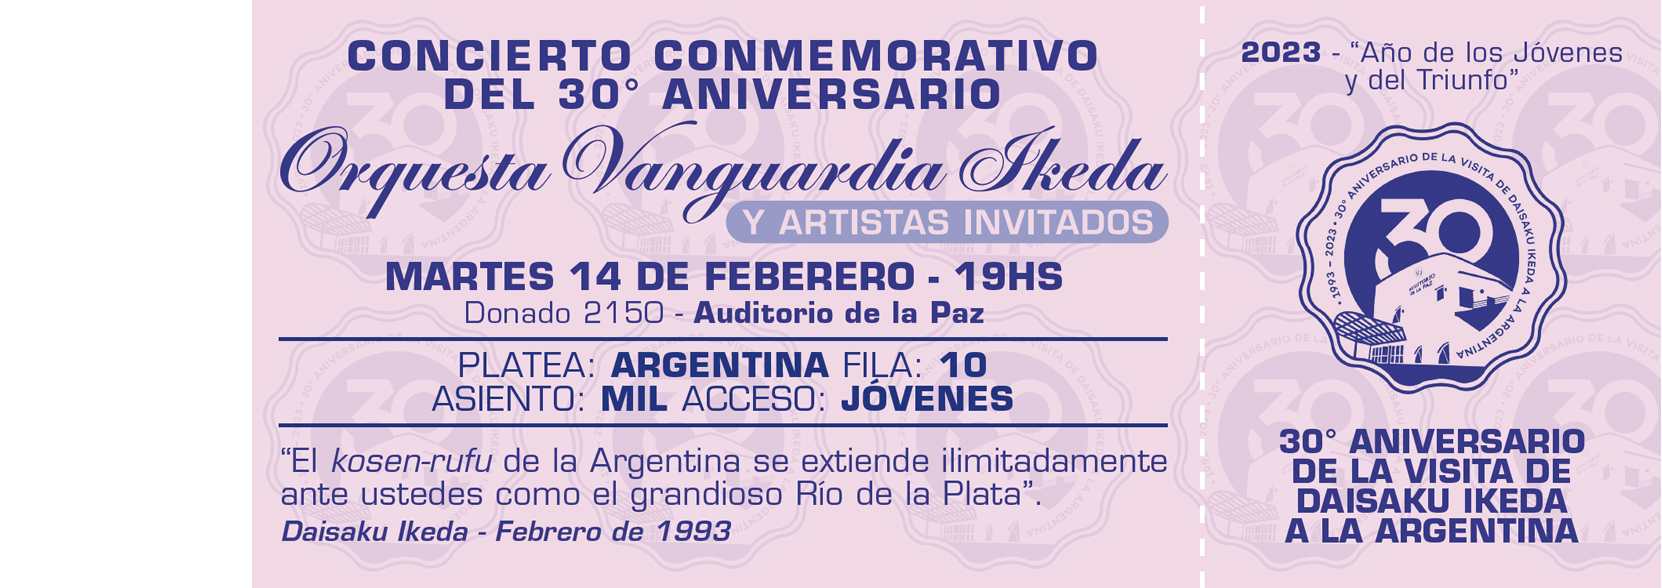 CONCIERTO CONMEMORATIVO
DEL 30° ANIVERSARIO
Orquesta Vanguardia Ikeda
Y ARTISTAS INVITADOS
MARTES 14 DE FEBERERO - 19HS
Donado 2150 - Auditorio de la Paz
PLATEA: ARGENTINA FILA: 10
ASIENTO: MIL ACCESO: JÓVENES
“El kosen-rufu de la Argentina se extiende ilimitadamente
ante ustedes como el grandioso Río de la Plata”.
Daisaku Ikeda - Febrero de 1993
2023 - “Año de los Jóvenes
y del Triunfo”
• 1993 – 2023 • 30° ANIVERSARIO DE LA VISITA DE DAISAKU IKEDA A LA ARGENTINA
30
AUDITORIO
DE LA PAZ
30° ANIVERSARIO
DE LA VISITA DE
DAISAKU IKEDA
A LA ARGENTINA